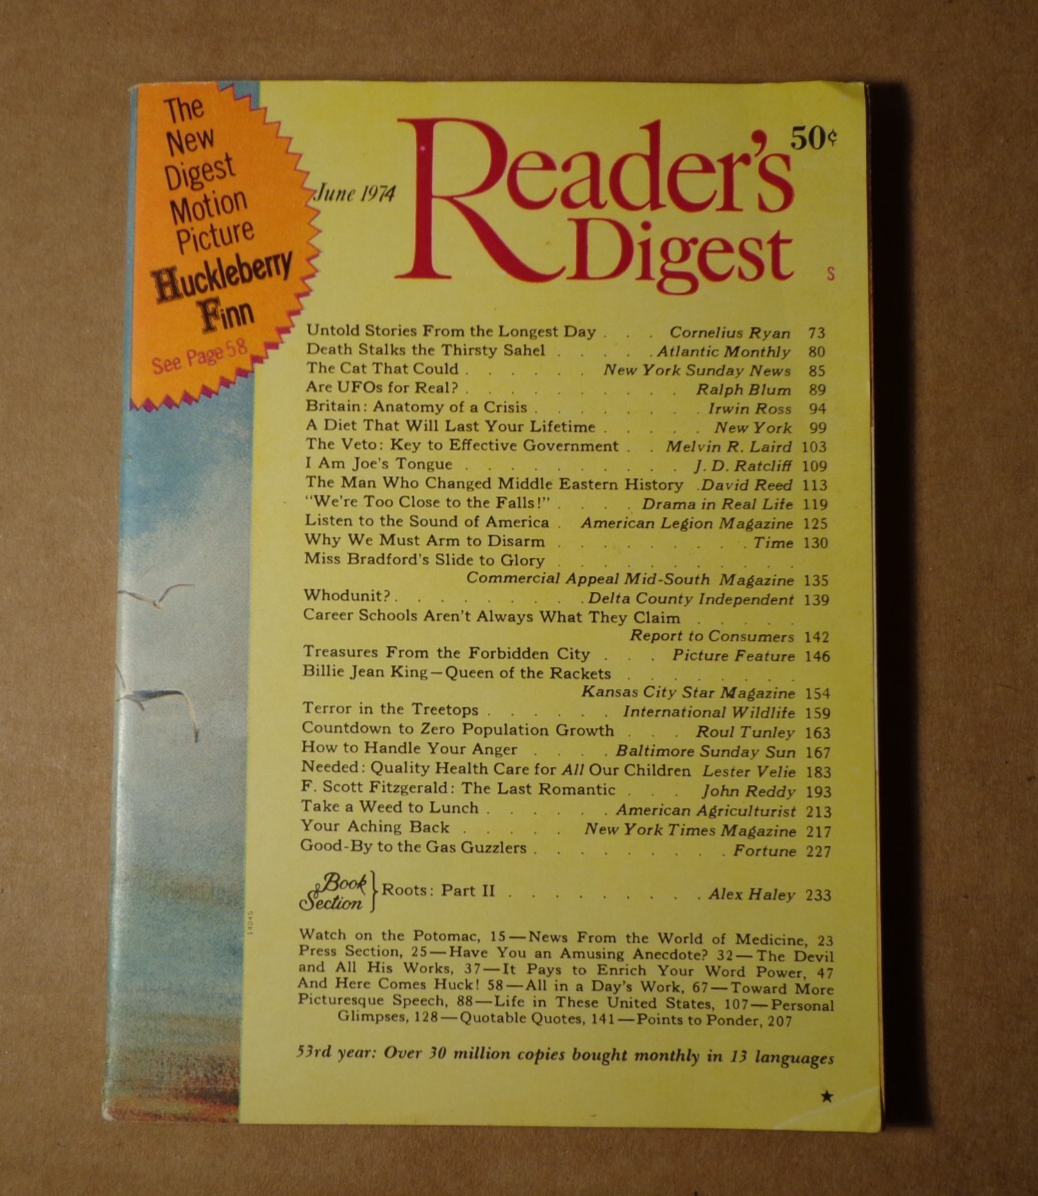 The
New
Digest
Motion
Picture
Huckleberry
Finn
See Page 58
June 1974
50¢
Reader's
Digest
S
Untold Stories From the Longest Day . . . Cornelius Ryan 73
Death Stalks the Thirsty Sahel . . . . . Atlantic Monthly 80
The Cat That Could . . . . . . New York Sunday News 85
Are UFOs for Real? . . . . . . . . . . Ralph Blum 89
Britain: Anatomy of a Crisis . . . . . . . . Irwin Ross 94
A Diet That Will Last Your Lifetime . . . . . New York 99
The Veto: Key to Effective Government . . Melvin R. Laird 103
I Am Joe's Tongue . . . . . . . . . . J. D. Ratcliff 109
The Man Who Changed Middle Eastern History . David Reed 113
"We're Too Close to the Falls!" . . . . Drama in Real Life 119
Listen to the Sound of America . American Legion Magazine 125
Why We Must Arm to Disarm . . . . . . . . . . Time 130
Miss Bradford's Slide to Glory . . . . . . . . . . .
Commercial Appeal Mid-South Magazine 135
Whodunit? . . . . . . . . . Delta County Independent 139
Career Schools Aren't Always What They Claim . . . . .
Report to Consumers 142
Treasures From the Forbidden City . . . Picture Feature 146
Billie Jean King—Queen of the Rackets . . . . . . . .
Kansas City Star Magazine 154
Terror in the Treetops . . . . . . International Wildlife 159
Countdown to Zero Population Growth . . . Roul Tunley 163
How to Handle Your Anger . . . . Baltimore Sunday Sun 167
Needed: Quality Health Care for All Our Children Lester Velie 183
F. Scott Fitzgerald: The Last Romantic . . . John Reddy 193
Take a Weed to Lunch . . . . . . American Agriculturist 213
Your Aching Back . . . . . New York Times Magazine 217
Good-By to the Gas Guzzlers . . . . . . . . Fortune 227
Book
Section } Roots: Part II . . . . . . . . . Alex Haley 233
Watch on the Potomac, 15—News From the World of Medicine, 23
Press Section, 25—Have You an Amusing Anecdote? 32—The Devil
and All His Works, 37—It Pays to Enrich Your Word Power, 47
And Here Comes Huck! 58—All in a Day's Work, 67—Toward More
Picturesque Speech, 88—Life in These United States, 107—Personal
Glimpses, 128—Quotable Quotes, 141—Points to Ponder, 207
53rd year: Over 30 million copies bought monthly in 13 languages
★